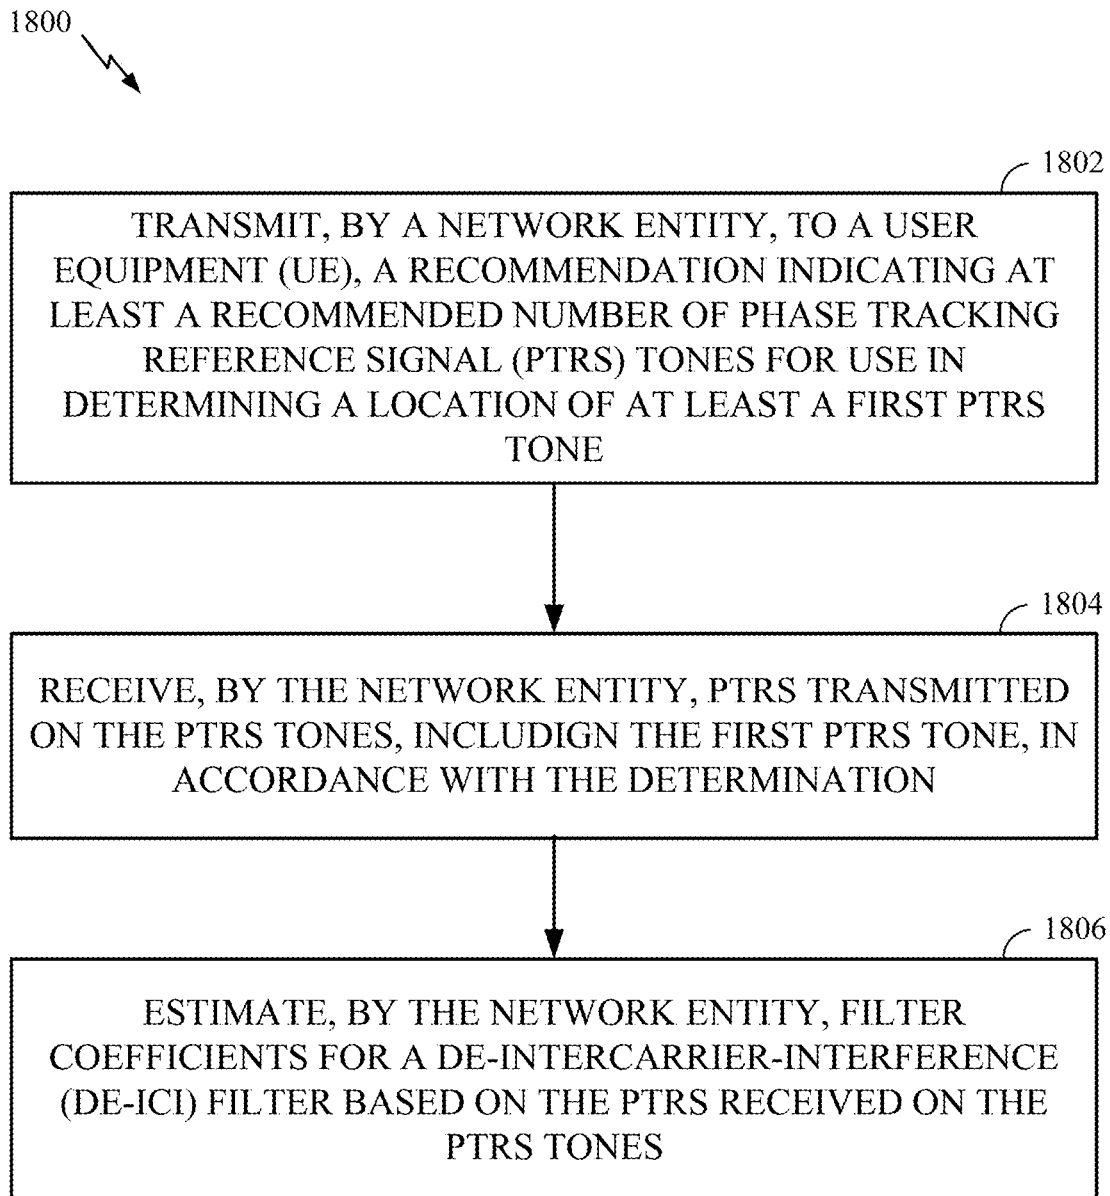 1800
1802
TRANSMIT, BY A NETWORK ENTITY, TO A USER
EQUIPMENT (UE), A RECOMMENDATION INDICATING AT
LEAST A RECOMMENDED NUMBER OF PHASE TRACKING
REFERENCE SIGNAL (PTRS) TONES FOR USE IN
DETERMINING A LOCATION OF AT LEAST A FIRST PTRS
TONE
1804
RECEIVE, BY THE NETWORK ENTITY, PTRS TRANSMITTED
ON THE PTRS TONES, INCLUDIGN THE FIRST PTRS TONE, IN
ACCORDANCE WITH THE DETERMINATION
1806
ESTIMATE, BY THE NETWORK ENTITY, FILTER
COEFFICIENTS FOR A DE-INTERCARRIER-INTERFERENCE
(DE-ICI) FILTER BASED ON THE PTRS RECEIVED ON THE
PTRS TONES